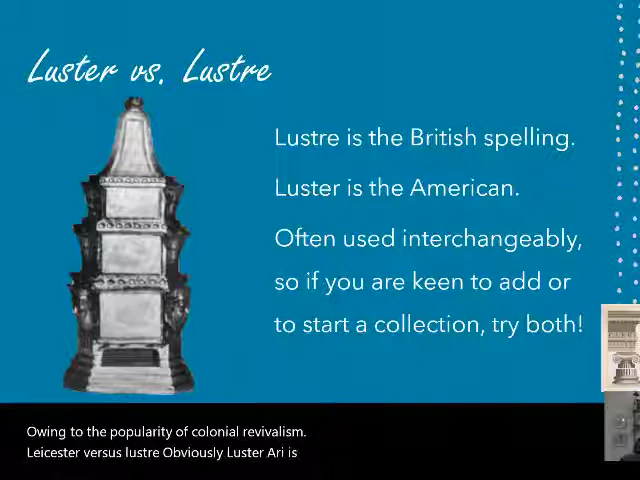 Luster vs. Lustre
Lustre is the British spelling.
Luster is the American.
Often used interchangeably,
so if you are keen to add or
to start a collection, try both!
Owing to the popularity of colonial revivalism.
Leicester versus lustre Obviously Luster Ari is